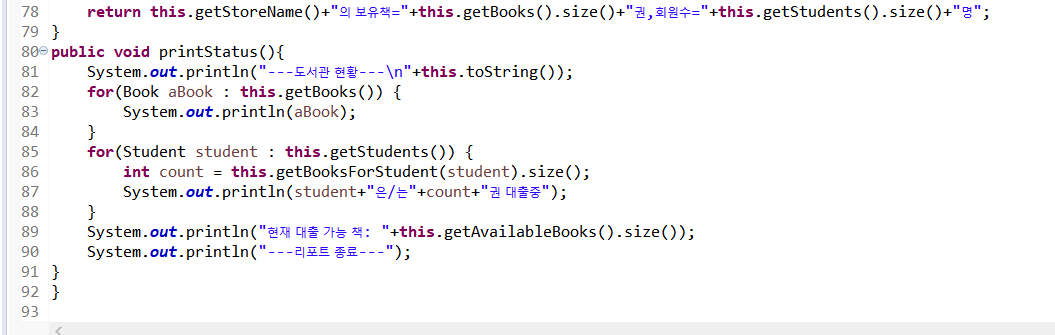 78     return this.getStoreName()+"의 보유책="+this.getBooks().size()+"권,회원수="+this.getStudents().size()+"명";
79 }
80 public void printStatus(){
81     System.out.println("---도서관 현황---\n"+this.toString());
82     for(Book aBook : this.getBooks()) {
83         System.out.println(aBook);
84     }
85     for(Student student : this.getStudents()) {
86         int count = this.getBooksForStudent(student).size();
87         System.out.println(student+"은/는"+count+"권 대출중");
88     }
89     System.out.println("현재 대출 가능 책: "+this.getAvailableBooks().size());
90     System.out.println("---리포트 종료---");
91 }
92 }
93